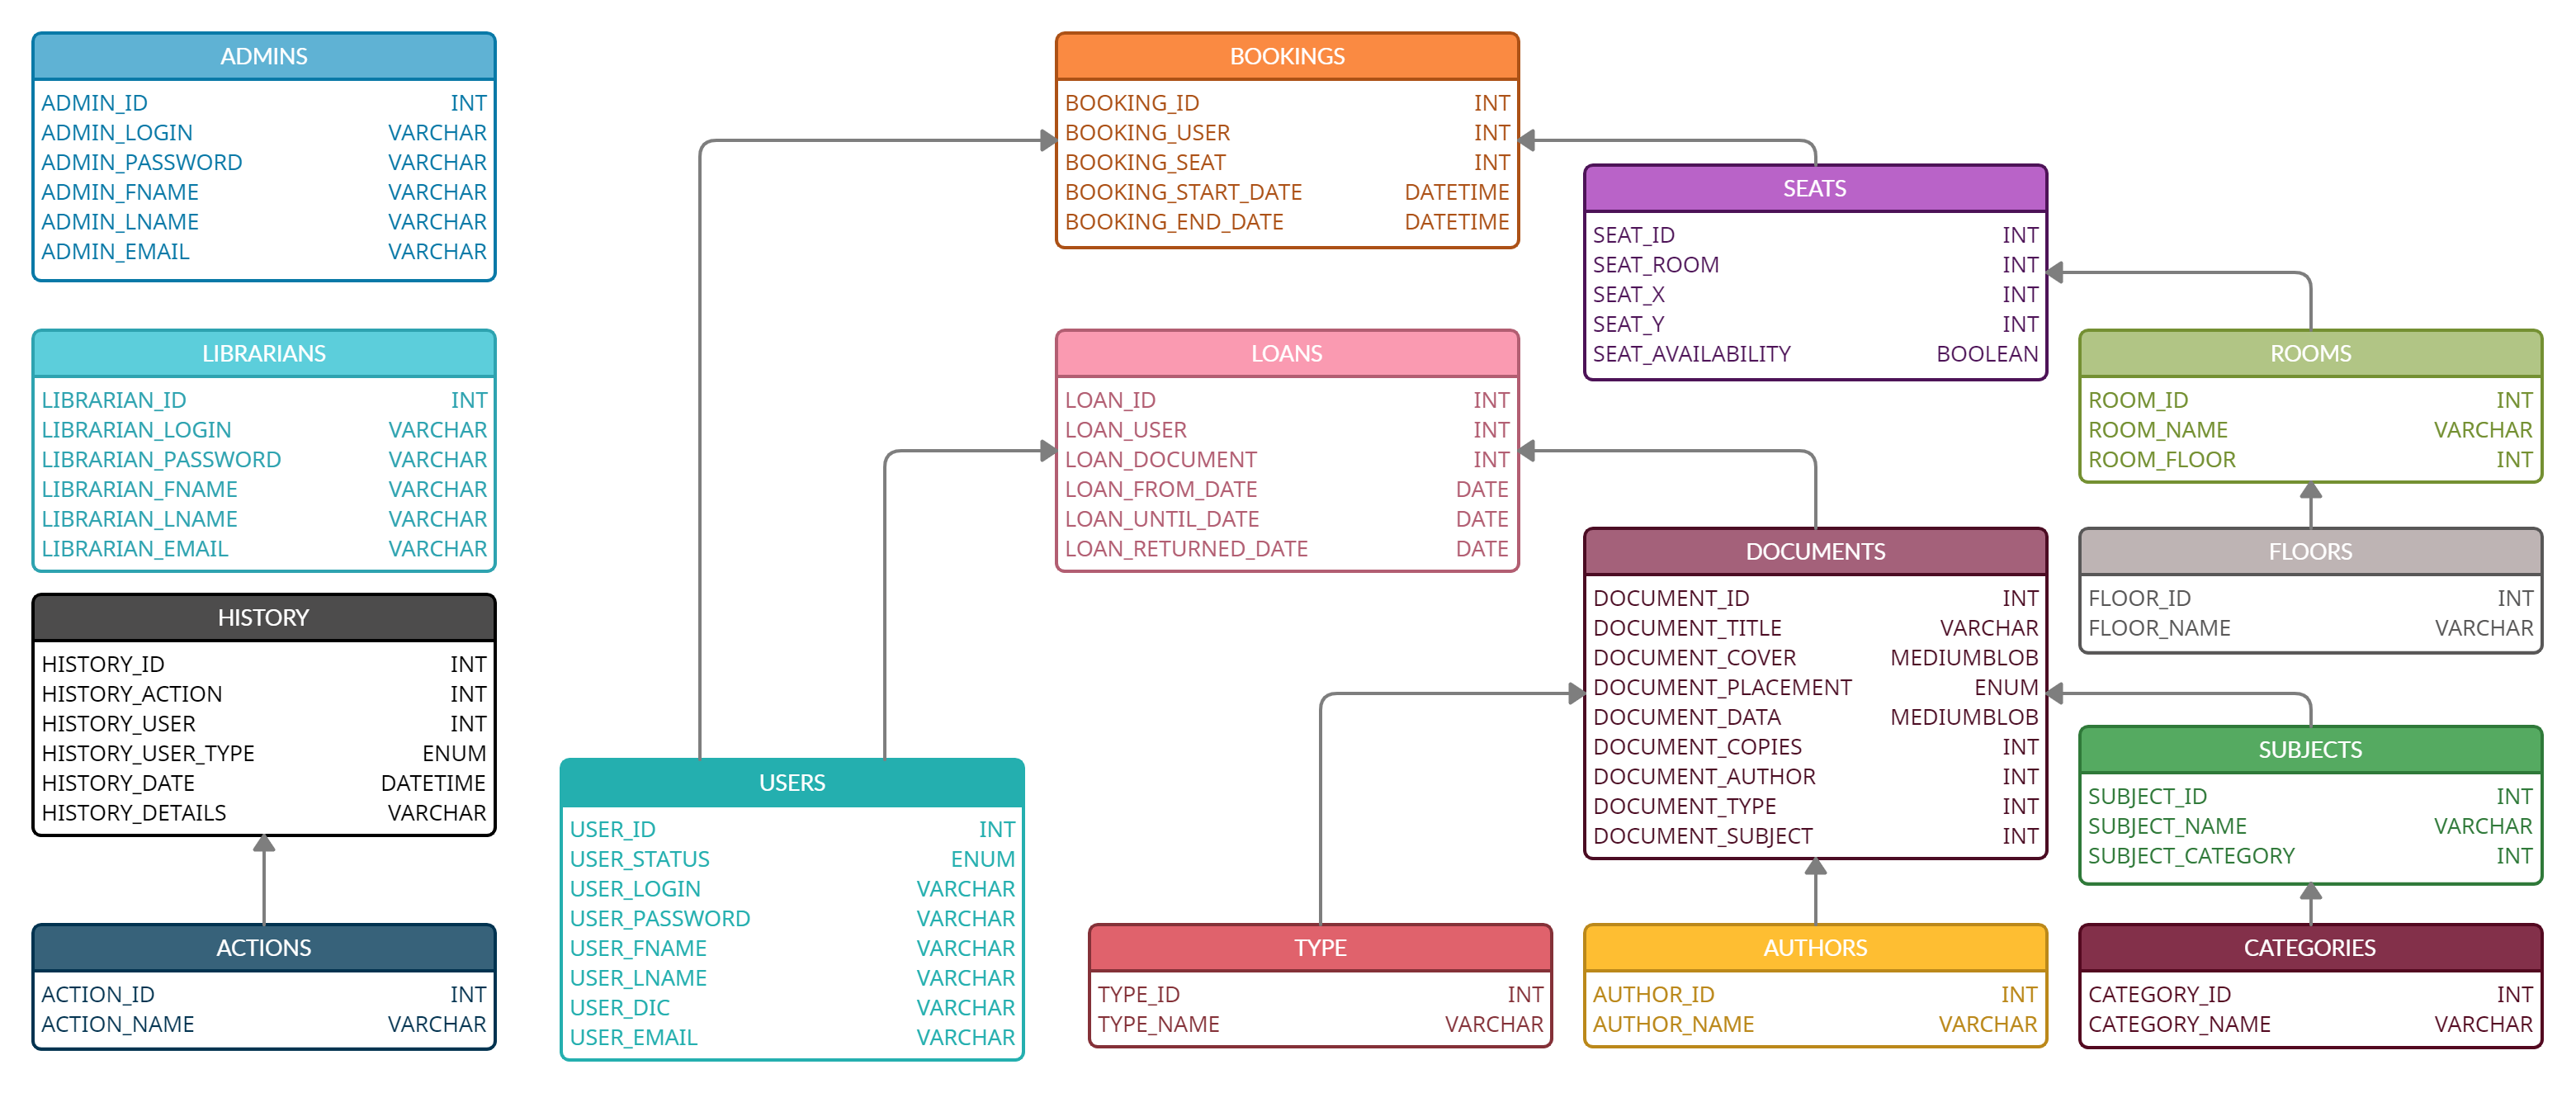 ADMINS
ADMIN_ID INT
ADMIN_LOGIN VARCHAR
ADMIN_PASSWORD VARCHAR
ADMIN_FNAME VARCHAR
ADMIN_LNAME VARCHAR
ADMIN_EMAIL VARCHAR
LIBRARIANS
LIBRARIAN_ID INT
LIBRARIAN_LOGIN VARCHAR
LIBRARIAN_PASSWORD VARCHAR
LIBRARIAN_FNAME VARCHAR
LIBRARIAN_LNAME VARCHAR
LIBRARIAN_EMAIL VARCHAR
HISTORY
HISTORY_ID INT
HISTORY_ACTION INT
HISTORY_USER INT
HISTORY_USER_TYPE ENUM
HISTORY_DATE DATETIME
HISTORY_DETAILS VARCHAR
ACTIONS
ACTION_ID INT
ACTION_NAME VARCHAR
USERS
USER_ID INT
USER_STATUS ENUM
USER_LOGIN VARCHAR
USER_PASSWORD VARCHAR
USER_FNAME VARCHAR
USER_LNAME VARCHAR
USER_DIC VARCHAR
USER_EMAIL VARCHAR
BOOKINGS
BOOKING_ID INT
BOOKING_USER INT
BOOKING_SEAT INT
BOOKING_START_DATE DATETIME
BOOKING_END_DATE DATETIME
LOANS
LOAN_ID INT
LOAN_USER INT
LOAN_DOCUMENT INT
LOAN_FROM_DATE DATE
LOAN_UNTIL_DATE DATE
LOAN_RETURNED_DATE DATE
TYPE
TYPE_ID INT
TYPE_NAME VARCHAR
SEATS
SEAT_ID INT
SEAT_ROOM INT
SEAT_X INT
SEAT_Y INT
SEAT_AVAILABILITY BOOLEAN
DOCUMENTS
DOCUMENT_ID INT
DOCUMENT_TITLE VARCHAR
DOCUMENT_COVER MEDIUMBLOB
DOCUMENT_PLACEMENT ENUM
DOCUMENT_DATA MEDIUMBLOB
DOCUMENT_COPIES INT
DOCUMENT_AUTHOR INT
DOCUMENT_TYPE INT
DOCUMENT_SUBJECT INT
AUTHORS
AUTHOR_ID INT
AUTHOR_NAME VARCHAR
ROOMS
ROOM_ID INT
ROOM_NAME VARCHAR
ROOM_FLOOR INT
FLOORS
FLOOR_ID INT
FLOOR_NAME VARCHAR
SUBJECTS
SUBJECT_ID INT
SUBJECT_NAME VARCHAR
SUBJECT_CATEGORY INT
CATEGORIES
CATEGORY_ID INT
CATEGORY_NAME VARCHAR